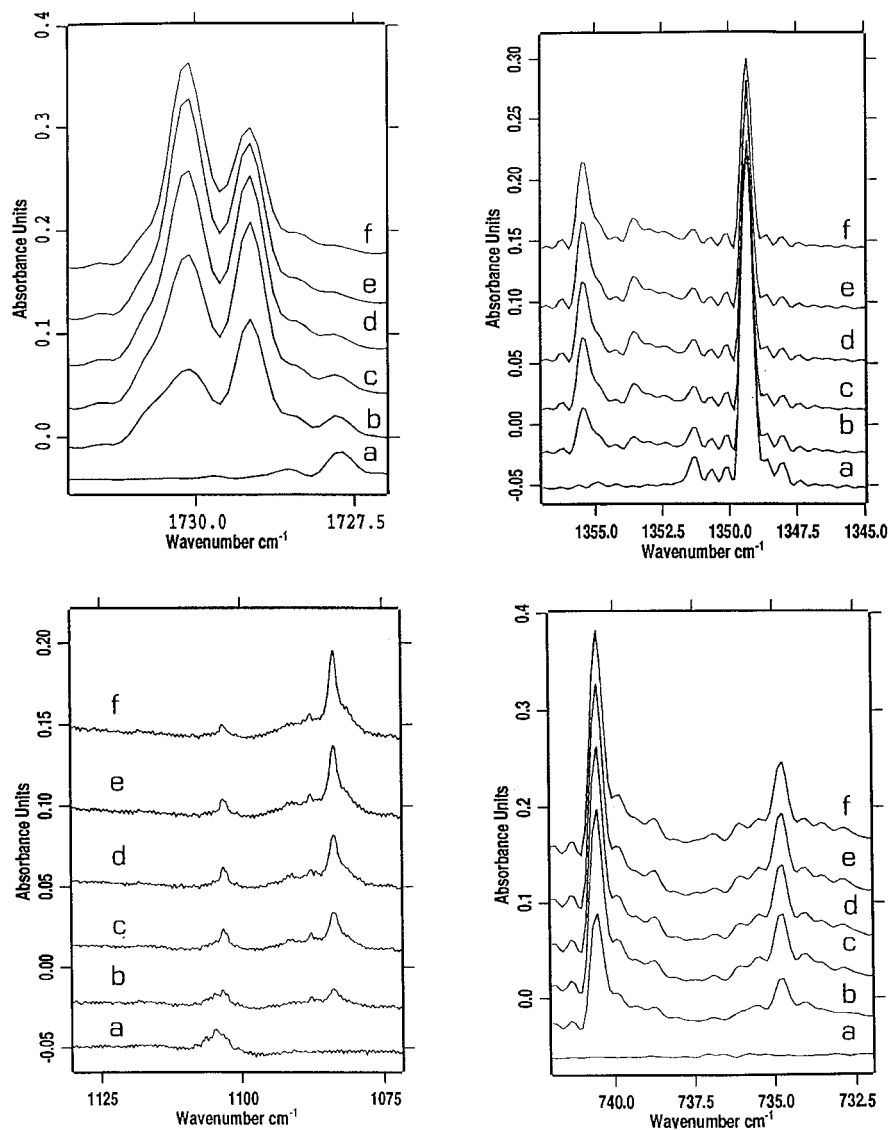 0.4
0.3
0.2
0.1
0.0
Absorbance Units
f
e
d
c
b
a
1730.0
1727.5
Wavenumber cm-1
0.30
0.25
0.20
0.15
0.10
0.05
0.00
-0.05
Absorbance Units
f
e
d
c
b
a
1355.0
1352.5
1350.0
1347.5
1345.0
Wavenumber cm-1
0.20
0.15
0.10
0.05
0.00
-0.05
Absorbance Units
f
e
d
c
b
a
1125
1100
1075
Wavenumber cm-1
0.4
0.3
0.2
0.1
0.0
Absorbance Units
f
e
d
c
b
a
740.0
737.5
735.0
732.5
Wavenumber cm-1